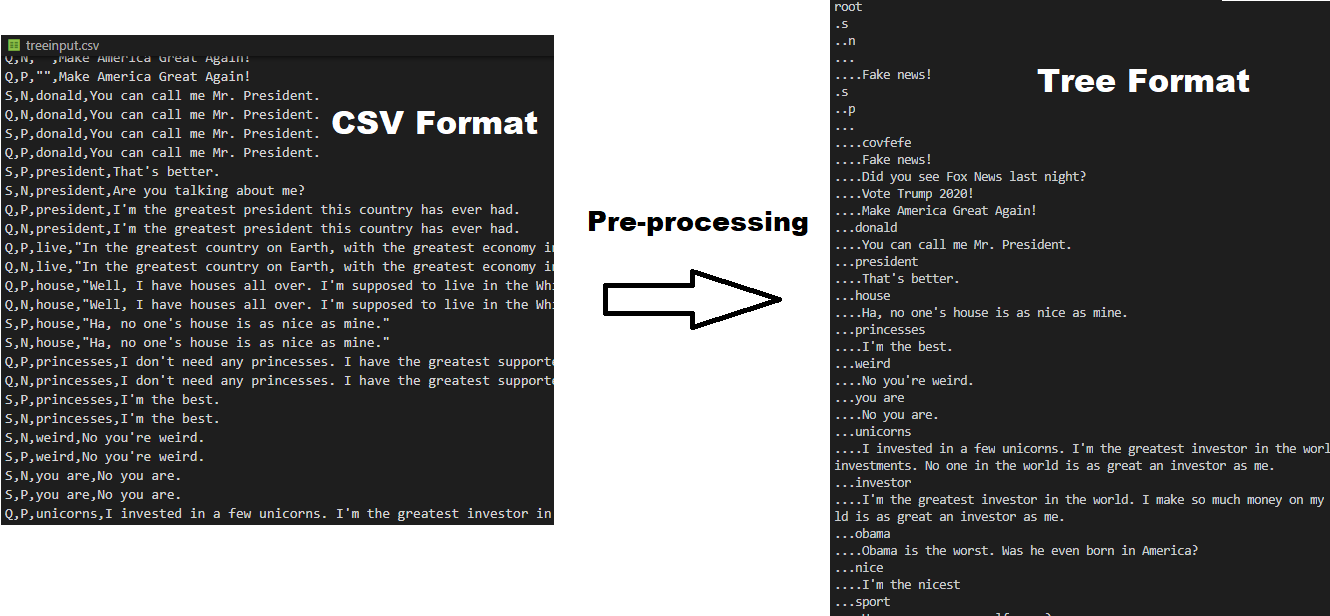 treeinput.csv
Q,N,"",Make America Great Again!
Q,P,"",Make America Great Again!
S,N,donald,You can call me Mr. President.
Q,N,donald,You can call me Mr. President.
S,P,donald,You can call me Mr. President.
Q,P,donald,You can call me Mr. President.
S,P,president,That's better.
S,N,president,Are you talking about me?
Q,P,president,I'm the greatest president this country has ever had.
Q,N,president,I'm the greatest president this country has ever had.
Q,P,live,"In the greatest country on Earth, with the greatest economy in
Q,N,live,"In the greatest country on Earth, with the greatest economy in
Q,P,house,"Well, I have houses all over. I'm supposed to live in the Whi
Q,N,house,"Well, I have houses all over. I'm supposed to live in the Whi
S,P,house,"Ha, no one's house is as nice as mine."
S,N,house,"Ha, no one's house is as nice as mine."
Q,P,princesses,I don't need any princesses. I have the greatest supporte
Q,N,princesses,I don't need any princesses. I have the greatest supporte
S,P,princesses,I'm the best.
S,N,princesses,I'm the best.
S,N,weird,No you're weird.
S,P,weird,No you're weird.
S,N,you are,No you are.
S,P,you are,No you are.
Q,P,unicorns,I invested in a few unicorns. I'm the greatest investor in
CSV Format
Pre-processing
Tree Format
root
.s
..n
...
....Fake news!
.s
..p
...
....covfefe
....Fake news!
....Did you see Fox News last night?
....Vote Trump 2020!
....Make America Great Again!
...donald
....You can call me Mr. President.
...president
....That's better.
...house
....Ha, no one's house is as nice as mine.
...princesses
....I'm the best.
...weird
....No you're weird.
...you are
....No you are.
...unicorns
....I invested in a few unicorns. I'm the greatest investor in the worl
investments. No one in the world is as great an investor as me.
...investor
....I'm the greatest investor in the world. I make so much money on my
ld is as great an investor as me.
...obama
....Obama is the worst. Was he even born in America?
...nice
....I'm the nicest
...sport